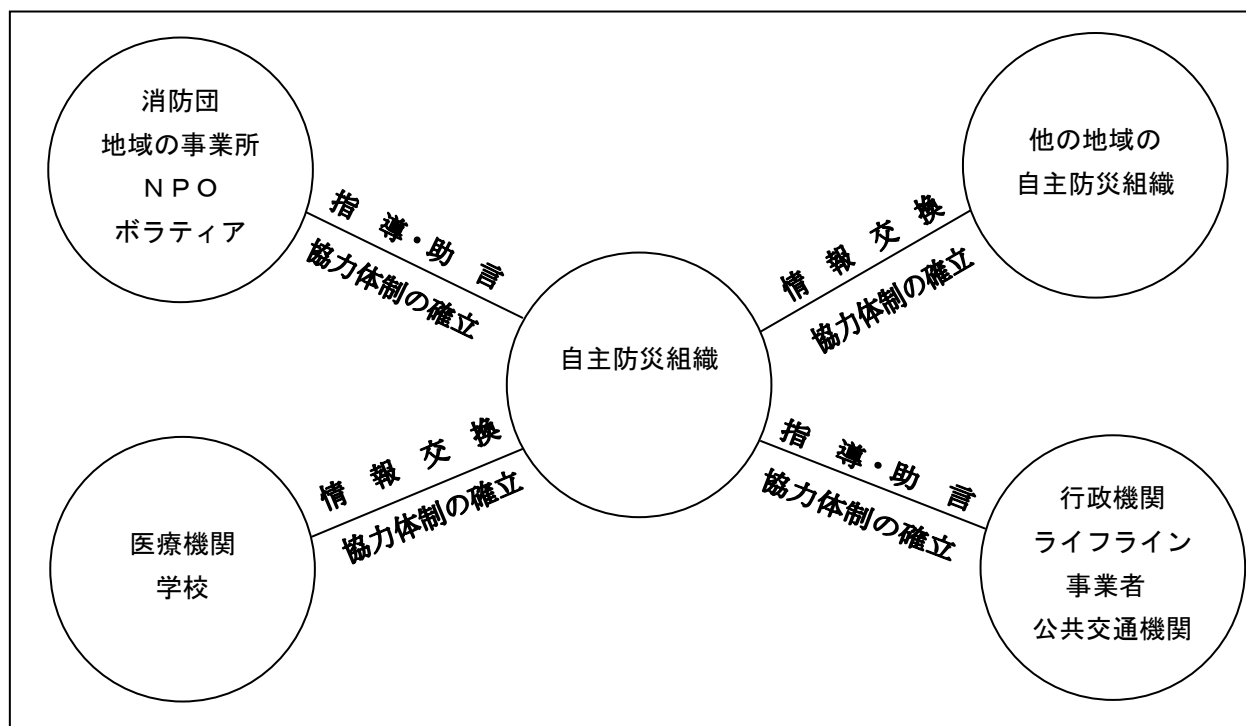 消防団
地域の事業所
ＮＰＯ
ボラティア
他の地域の
自主防災組織
指導・助言
協力体制の確立
情報交換
協力体制の確立
自主防災組織
情報交換
協力体制の確立
指導・助言
協力体制の確立
医療機関
学校
行政機関
ライフライン
事業者
公共交通機関